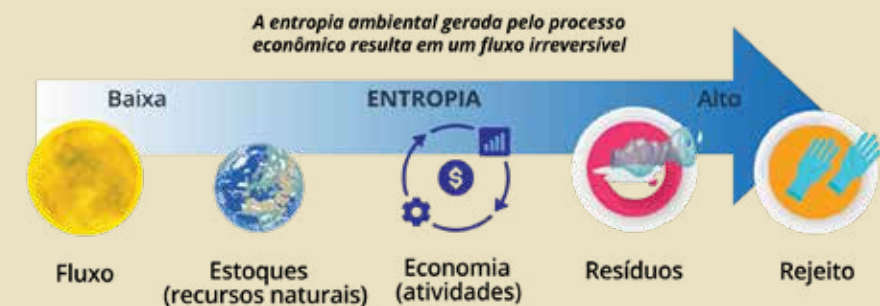 A entropia ambiental gerada pelo processo
econômico resulta em um fluxo irreversível
Baixa ENTROPIA Alto
$
Fluxo
Estoques
(recursos naturais)
Economia
(atividades)
Resíduos
Rejeito